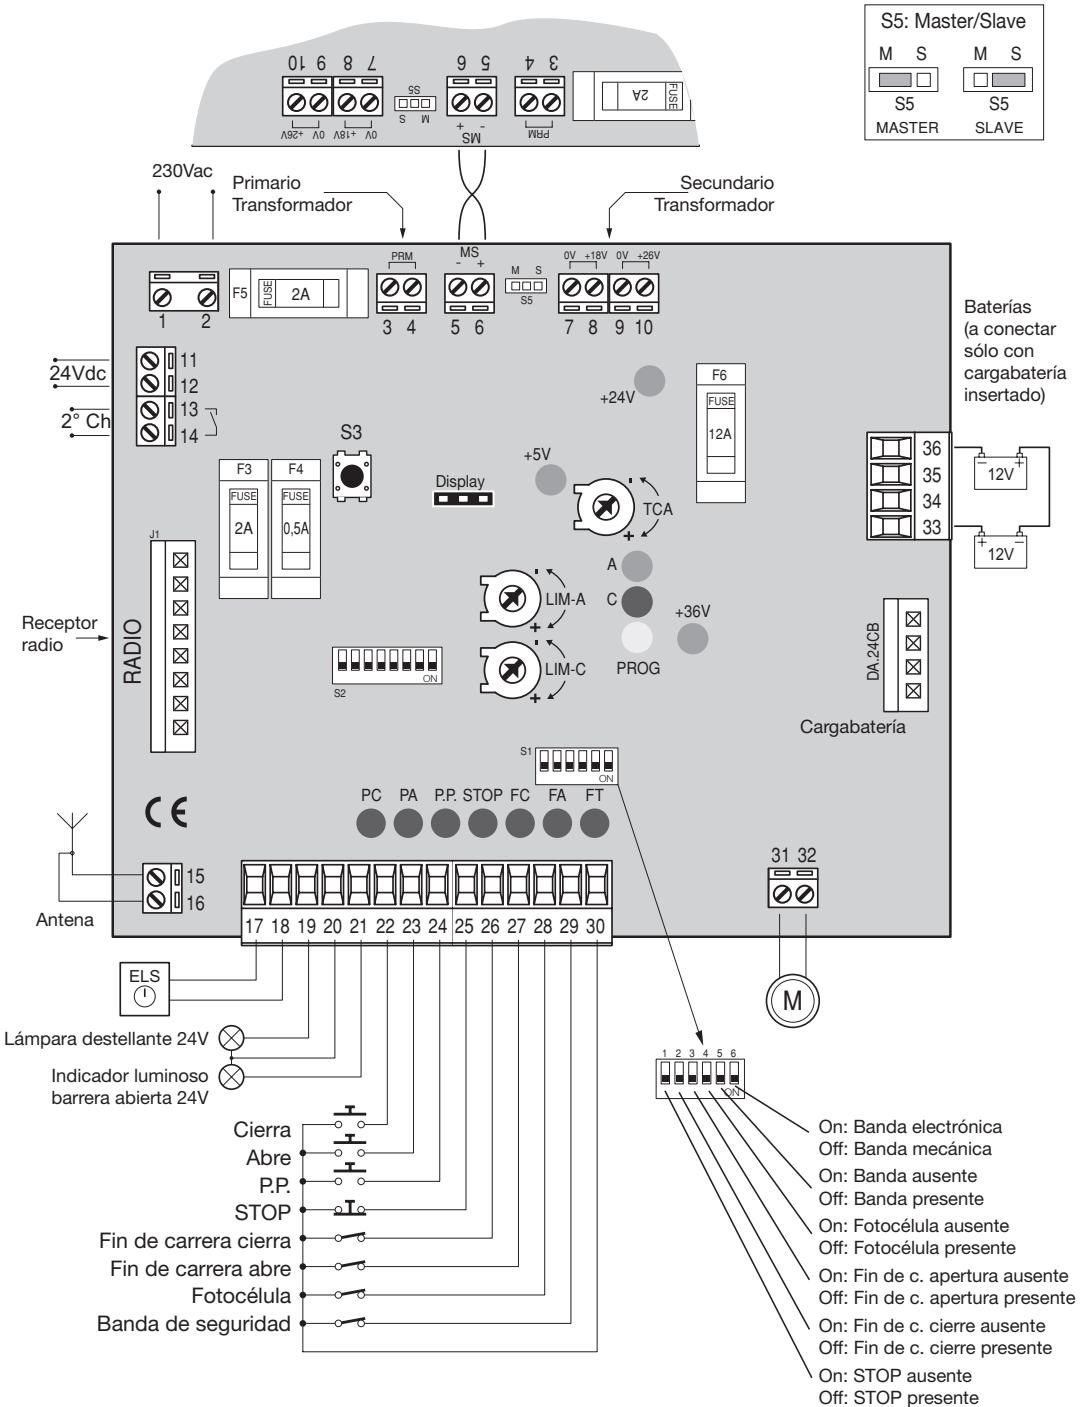 S5: Master/Slave
M S
M S
S5
S5
MASTER
SLAVE
10 9 8 7
6 5
4 3
S5
S M
+26V 0V +18V 0V
+ -
MS
PRM
2A
FUSE
230Vac
Primario
Transformador
Secundario
Transformador
PRM
MS
- +
M S
S5
0V +18V 0V +26V
F5
FUSE
2A
1 2
3 4
5 6
7 8 9 10
Baterías
(a conectar
sólo con
cargabatería
insertado)
24Vdc
11
12
2° Ch
13
14
+24V
F6
FUSE
12A
S3
+5V
Display
TCA
- +
F3
FUSE
2A
F4
FUSE
0,5A
36
35
34
33
- +
12V
+ -
12V
J1
RADIO
Receptor
radio
A
C
PROG
+36V
LIM-A
- +
LIM-C
- +
ON
S2
DA.24CB
Cargabatería
S1
ON
PC PA P.P. STOP FC FA FT
CE
15
16
Antena
31 32
M
17 18 19 20 21 22 23 24 25 26 27 28 29 30
ELS
Lámpara destellante 24V
Indicador luminoso
barrera abierta 24V
Cierra
Abre
P.P.
STOP
Fin de carrera cierra
Fin de carrera abre
Fotocélula
Banda de seguridad
1 2 3 4 5 6
ON
On: Banda electrónica
Off: Banda mecánica
On: Banda ausente
Off: Banda presente
On: Fotocélula ausente
Off: Fotocélula presente
On: Fin de c. apertura ausente
Off: Fin de c. apertura presente
On: Fin de c. cierre ausente
Off: Fin de c. cierre presente
On: STOP ausente
Off: STOP presente